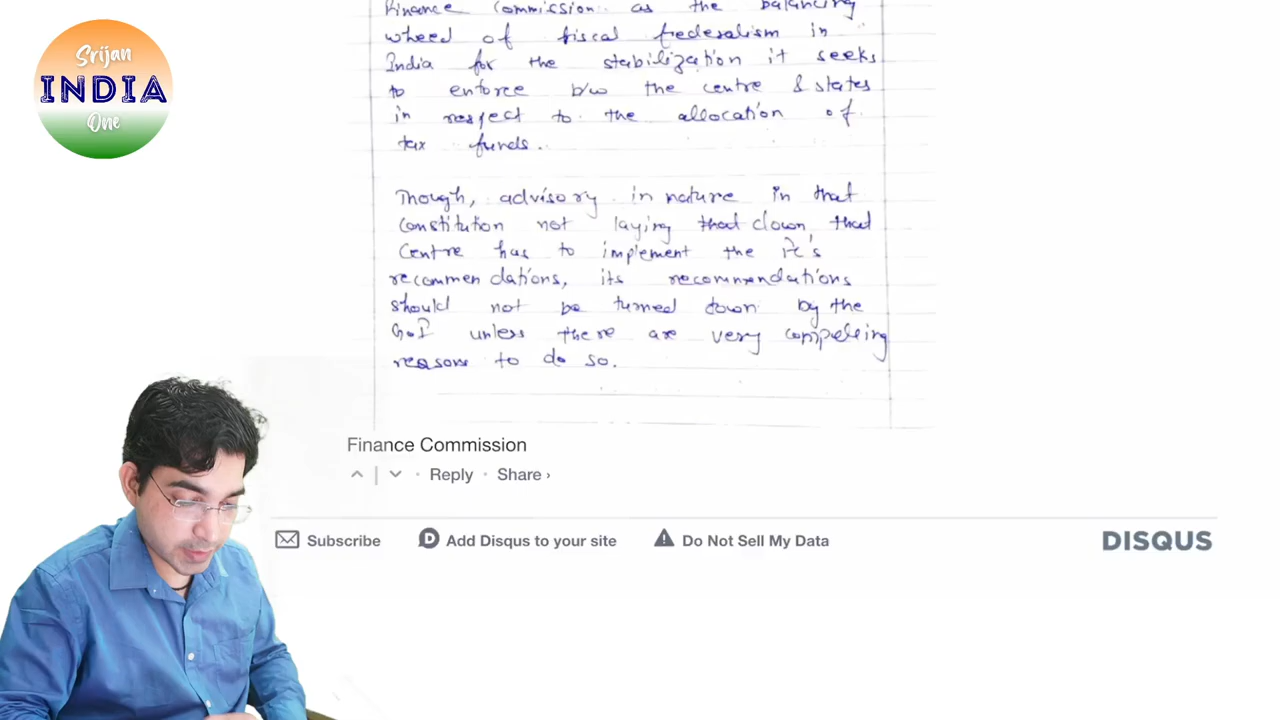 Srijan
INDIA
One
Finance Commission as the balancing
wheel of fiscal frederalism in
India for the stabilization it seeks
to enforce b/w the centre & states
in respect to the allocation of
tax funds.
Though, advisory in nature in that
constitution not laying that down, that
Centre has to implement the FC's
recommendations, its recommendations
should not be turned down by the
GoI unless there are very compelling
reasons to do so.
Finance Commission
Reply
Share ›
Subscribe
Add Disqus to your site
Do Not Sell My Data
DISQUS